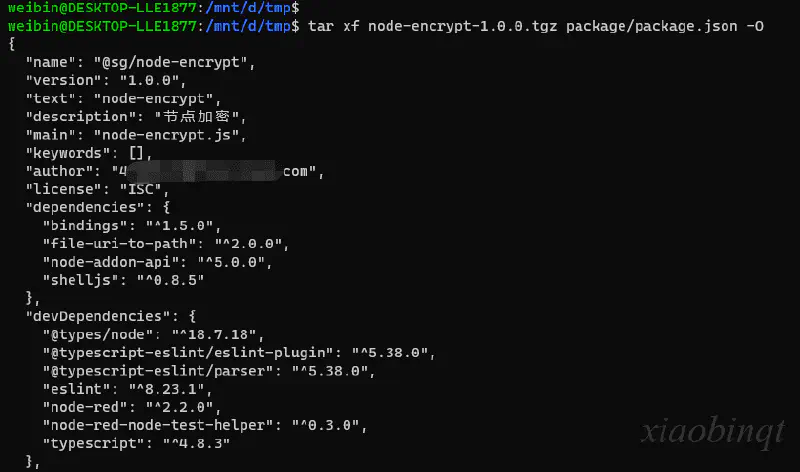 weibin@DESKTOP-LLE1877:/mnt/d/tmp$
weibin@DESKTOP-LLE1877:/mnt/d/tmp$ tar xf node-encrypt-1.0.0.tgz package/package.json -O
{
  "name": "@sg/node-encrypt",
  "version": "1.0.0",
  "text": "node-encrypt",
  "description": "节点加密",
  "main": "node-encrypt.js",
  "keywords": [],
  "author": "4 com",
  "license": "ISC",
  "dependencies": {
    "bindings": "^1.5.0",
    "file-uri-to-path": "^2.0.0",
    "node-addon-api": "^5.0.0",
    "shelljs": "^0.8.5"
  },
  "devDependencies": {
    "@types/node": "^18.7.18",
    "@typescript-eslint/eslint-plugin": "^5.38.0",
    "@typescript-eslint/parser": "^5.38.0",
    "eslint": "^8.23.1",
    "node-red": "^2.2.0",
    "node-red-node-test-helper": "^0.3.0",
    "typescript": "^4.8.3"
  },
xiaobinqt